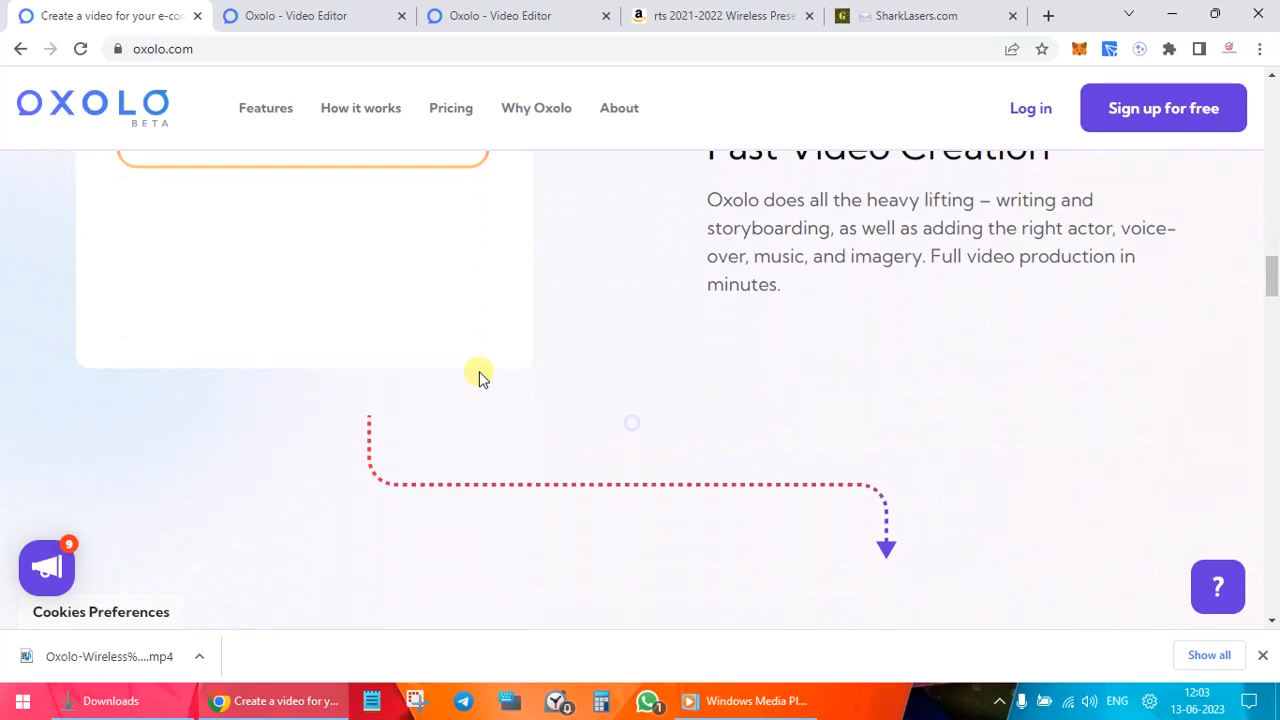 Create a video for your e-con
Oxolo - Video Editor
Oxolo - Video Editor
rts 2021-2022 Wireless Prese
SharkLasers.com
oxolo.com
OXOLO
BETA
Features
How it works
Pricing
Why Oxolo
About
Log in
Sign up for free
Fast Video Creation
Oxolo does all the heavy lifting – writing and
storyboarding, as well as adding the right actor, voice-
over, music, and imagery. Full video production in
minutes.
9
?
Cookies Preferences
Oxolo-Wireless%....mp4
Show all
Downloads
Create a video for y...
0
1
Windows Media Pl...
ENG
12:03
13-06-2023